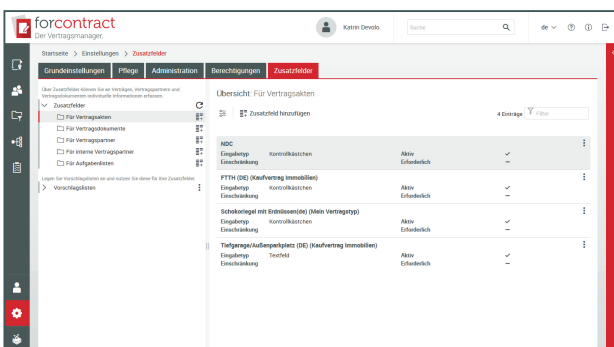 forcontract
Der Vertragsmanager.
Katrin Devolo
Suche
de
Startseite > Einstellungen > Zusatzfelder
Grundeinstellungen Pflege Administration Berechtigungen Zusatzfelder
Über Zusatzfelder können Sie an Verträgen, Vertragspartnern und
Vertragsdokumenten individuelle Informationen erfassen.
Zusatzfelder
Für Vertragsakten
Für Vertragsdokumente
Für Vertragspartner
Für interne Vertragspartner
Für Aufgabenlisten
Legen Sie Vorschlagslisten an und nutzen Sie diese für Ihre Zusatzfelder.
Vorschlagslisten
Übersicht: Für Vertragsakten
Zusatzfeld hinzufügen
4 Einträge
Filter
NDC
Eingabetyp Kontrollkästchen Aktiv ✓
Einschränkung Erforderlich –
FTTH (DE) (Kaufvertrag Immobilien)
Eingabetyp Kontrollkästchen Aktiv ✓
Einschränkung Erforderlich –
Schokoriegel mit Erdnüssen(de) (Mein Vertragstyp)
Eingabetyp Kontrollkästchen Aktiv ✓
Einschränkung Erforderlich –
Tiefgarage/Außenparkplatz (DE) (Kaufvertrag Immobilien)
Eingabetyp Textfeld Aktiv ✓
Einschränkung Erforderlich –